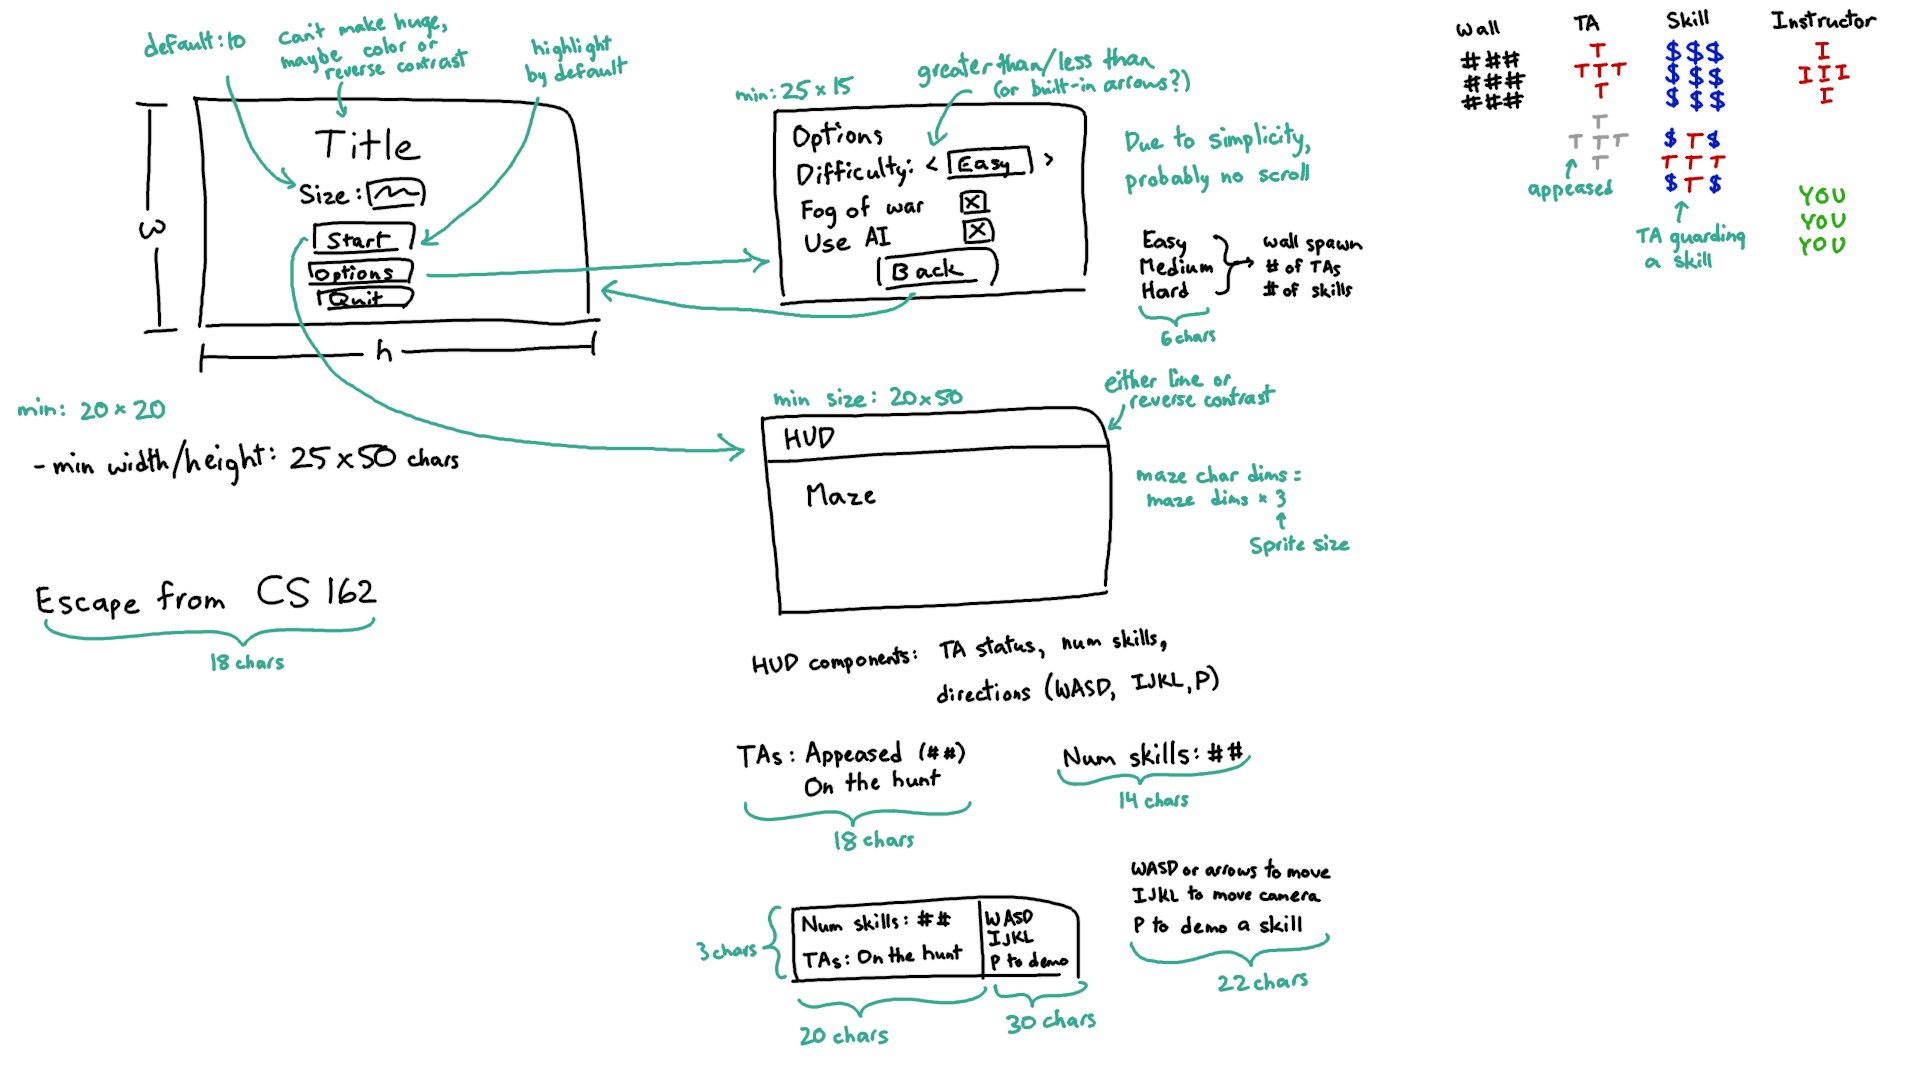 default:10
can't make huge,
maybe color or
reverse contrast
highlight
by default
Title
Size:
Start
Options
Quit
w
h
min: 20 x 20
- min width/height: 25 x 50 chars
Escape from CS 162
18 chars
min: 25 x 15
greater than/less than
(or built-in arrows?)
Options
Difficulty: < Easy >
Fog of war x
Use AI x
Back
Due to simplicity,
probably no scroll
Easy
Medium
Hard
6 chars
wall spawn
# of TAs
# of skills
min size: 20x50
either line or
reverse contrast
HUD
Maze
maze char dims =
maze dims * 3
Sprite size
HUD components: TA status, num skills,
directions (WASD, IJKL, P)
TAs: Appeased (##)
On the hunt
18 chars
Num skills: ##
14 chars
3 chars
Num skills: ##
TAs: On the hunt
WASD
IJKL
P to demo
20 chars
30 chars
WASD or arrows to move
IJKL to move camera
P to demo a skill
22 chars
Wall
###
###
###
TA
T
TTT
T
T
TTT
T
appeased
Skill
$$$
$$$
$$$
$T$
TTT
$T$
TA guarding
a skill
Instructor
I
III
I
YOU
YOU
YOU